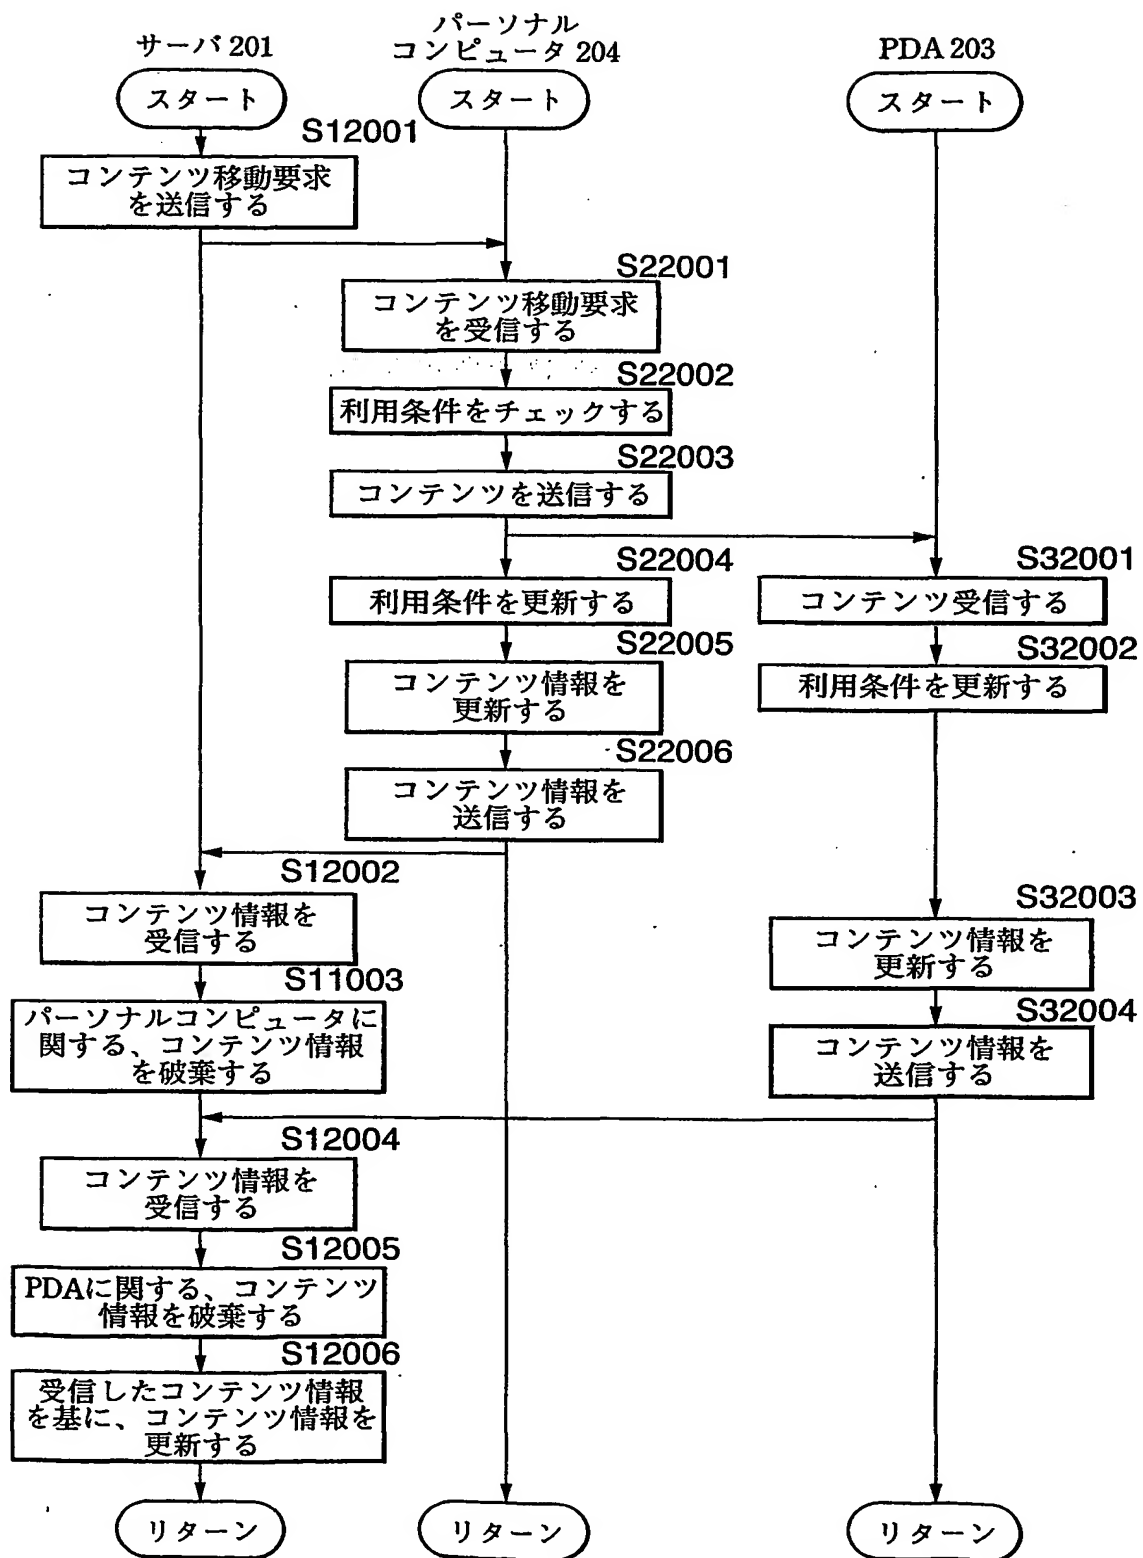 サーバ 201
パーソナル
コンピュータ 204
PDA 203
スタート
スタート
スタート
S12001
コンテンツ移動要求
を送信する
S22001
コンテンツ移動要求
を受信する
S22002
利用条件をチェックする
S22003
コンテンツを送信する
S22004
利用条件を更新する
S32001
コンテンツ受信する
S22005
コンテンツ情報を
更新する
S32002
利用条件を更新する
S22006
コンテンツ情報を
送信する
S12002
コンテンツ情報を
受信する
S32003
コンテンツ情報を
更新する
S11003
パーソナルコンピュータに
関する、コンテンツ情報
を破棄する
S32004
コンテンツ情報を
送信する
S12004
コンテンツ情報を
受信する
S12005
PDAに関する、コンテンツ
情報を破棄する
S12006
受信したコンテンツ情報
を基に、コンテンツ情報を
更新する
リターン
リターン
リターン